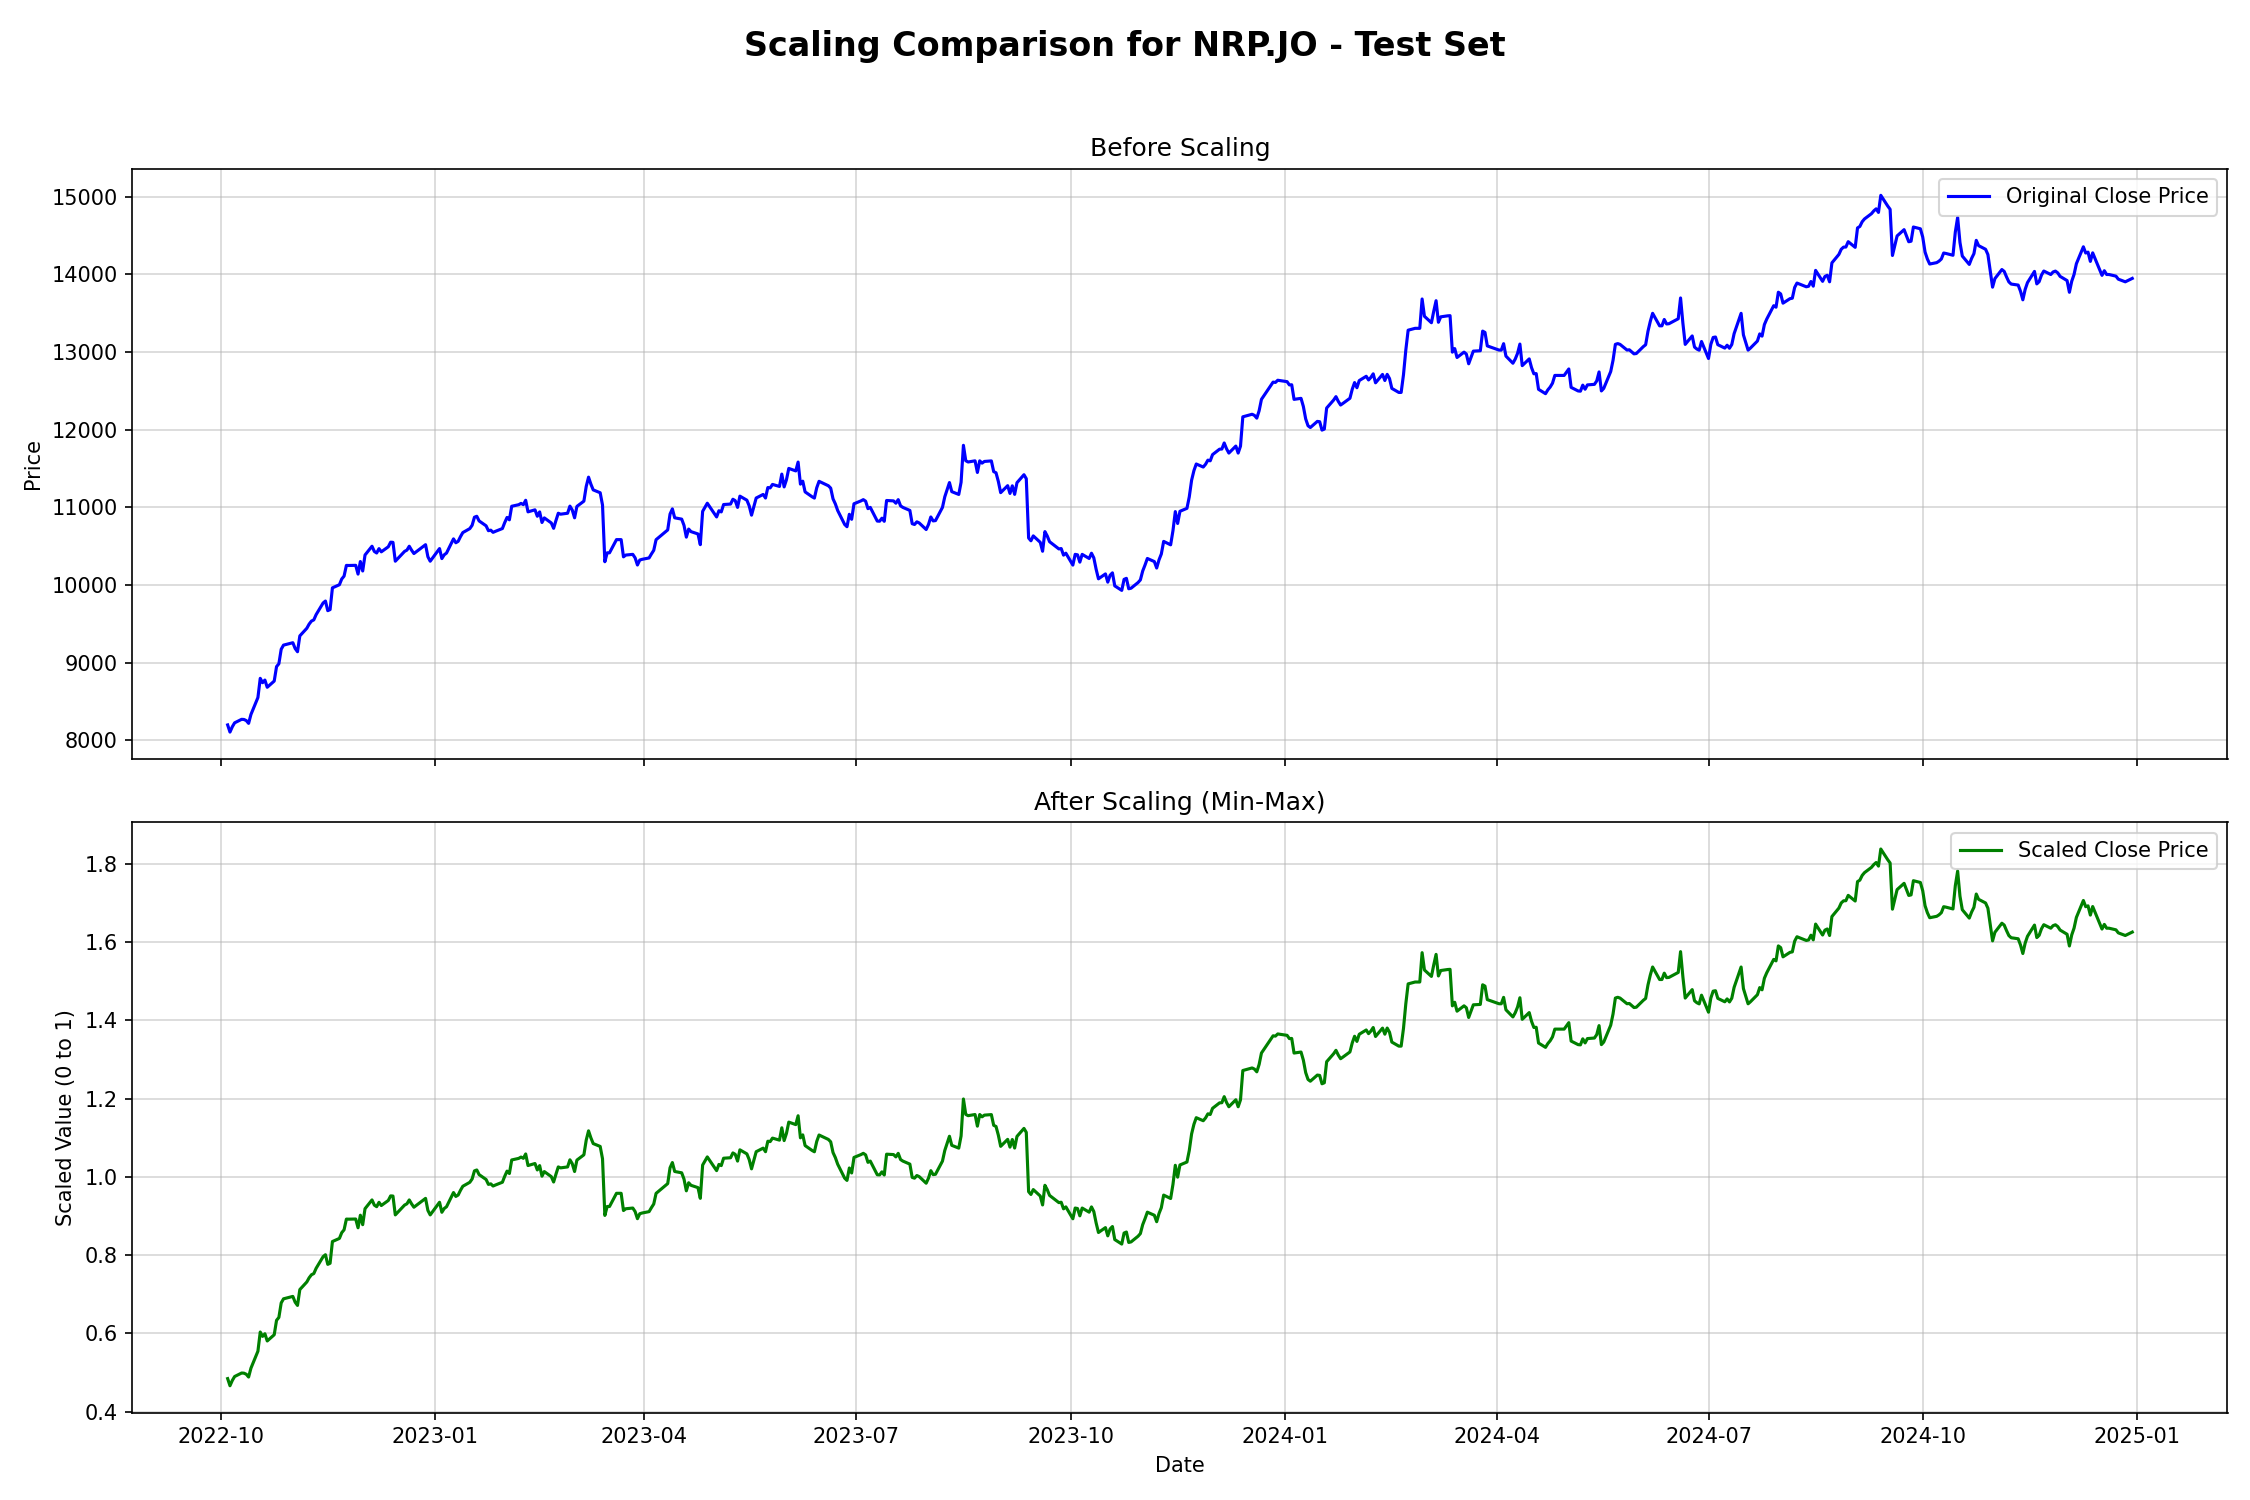 Scaling Comparison for NRP.JO - Test Set
Before Scaling
Original Close Price
Price
15000
14000
13000
12000
11000
10000
9000
8000
After Scaling (Min-Max)
Scaled Close Price
Scaled Value (0 to 1)
1.8
1.6
1.4
1.2
1.0
0.8
0.6
0.4
2022-10 2023-01 2023-04 2023-07 2023-10 2024-01 2024-04 2024-07 2024-10 2025-01
Date